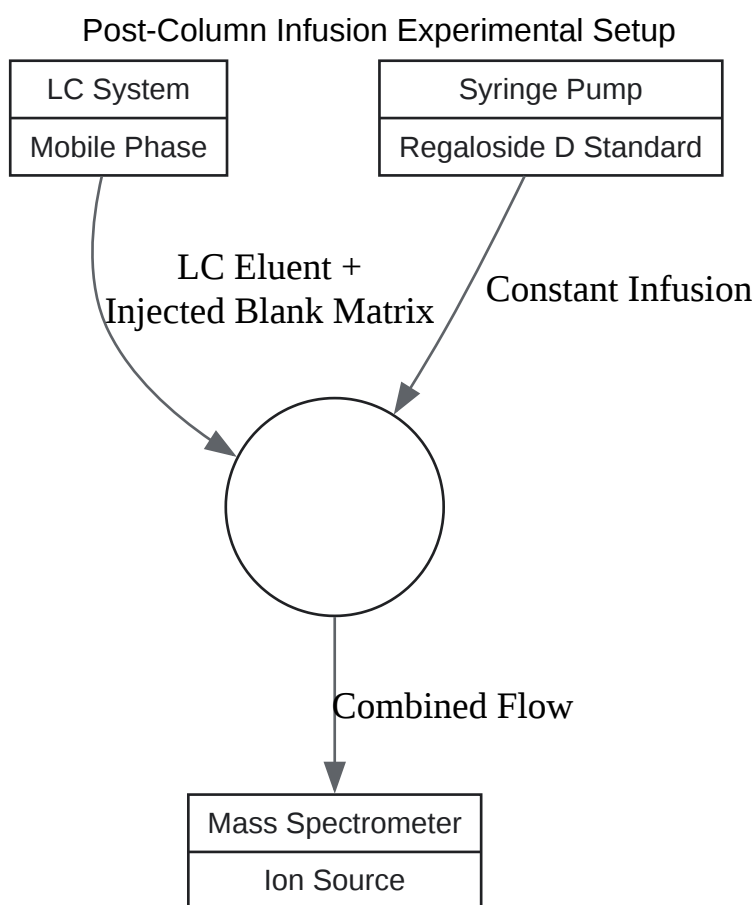 Post-Column Infusion Experimental Setup
LC System
Mobile Phase
Syringe Pump
Regaloside D Standard
LC Eluent +
Injected Blank Matrix
Constant Infusion
Combined Flow
Mass Spectrometer
Ion Source